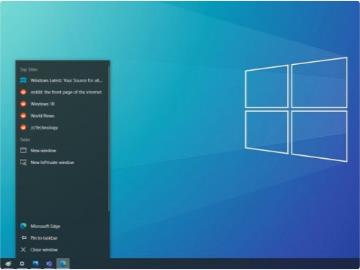 Top Sites
Windows Latest: Your Source for all...
reddit: the front page of the internet
Windows 10
World News
/r/Technology
Tasks
New window
New InPrivate window
Microsoft Edge
Pin to taskbar
Close window